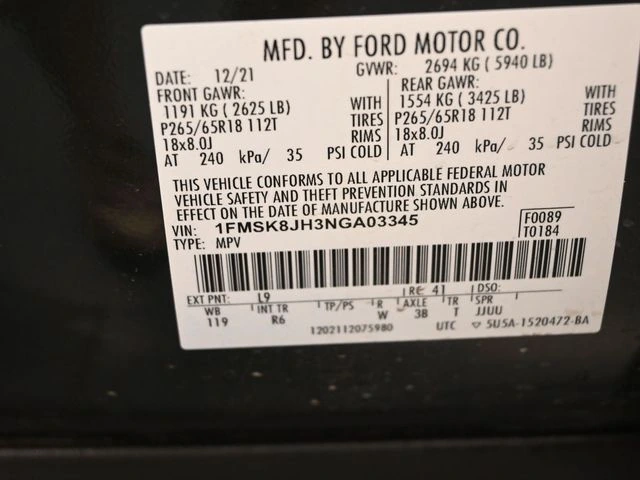 MFD. BY FORD MOTOR CO.
DATE: 12/21 GVWR: 2694 KG ( 5940 LB)
FRONT GAWR: REAR GAWR:
1191 KG ( 2625 LB) WITH 1554 KG ( 3425 LB) WITH
P265/65R18 112T TIRES P265/65R18 112T TIRES
18x8.0J RIMS 18x8.0J RIMS
AT 240 kPa/ 35 PSI COLD AT 240 kPa/ 35 PSI COLD
THIS VEHICLE CONFORMS TO ALL APPLICABLE FEDERAL MOTOR
VEHICLE SAFETY AND THEFT PREVENTION STANDARDS IN
EFFECT ON THE DATE OF MANUFACTURE SHOWN ABOVE.
VIN: 1FMSK8JH3NGA03345 F0089
TYPE: MPV T0184
EXT PNT: L9 RC: 41 DSO:
WB INT TR TP/PS R AXLE TR SPR
119 R6 W 3B T JJUU
1202112075980 UTC ▽ 5U5A-1520472-BA